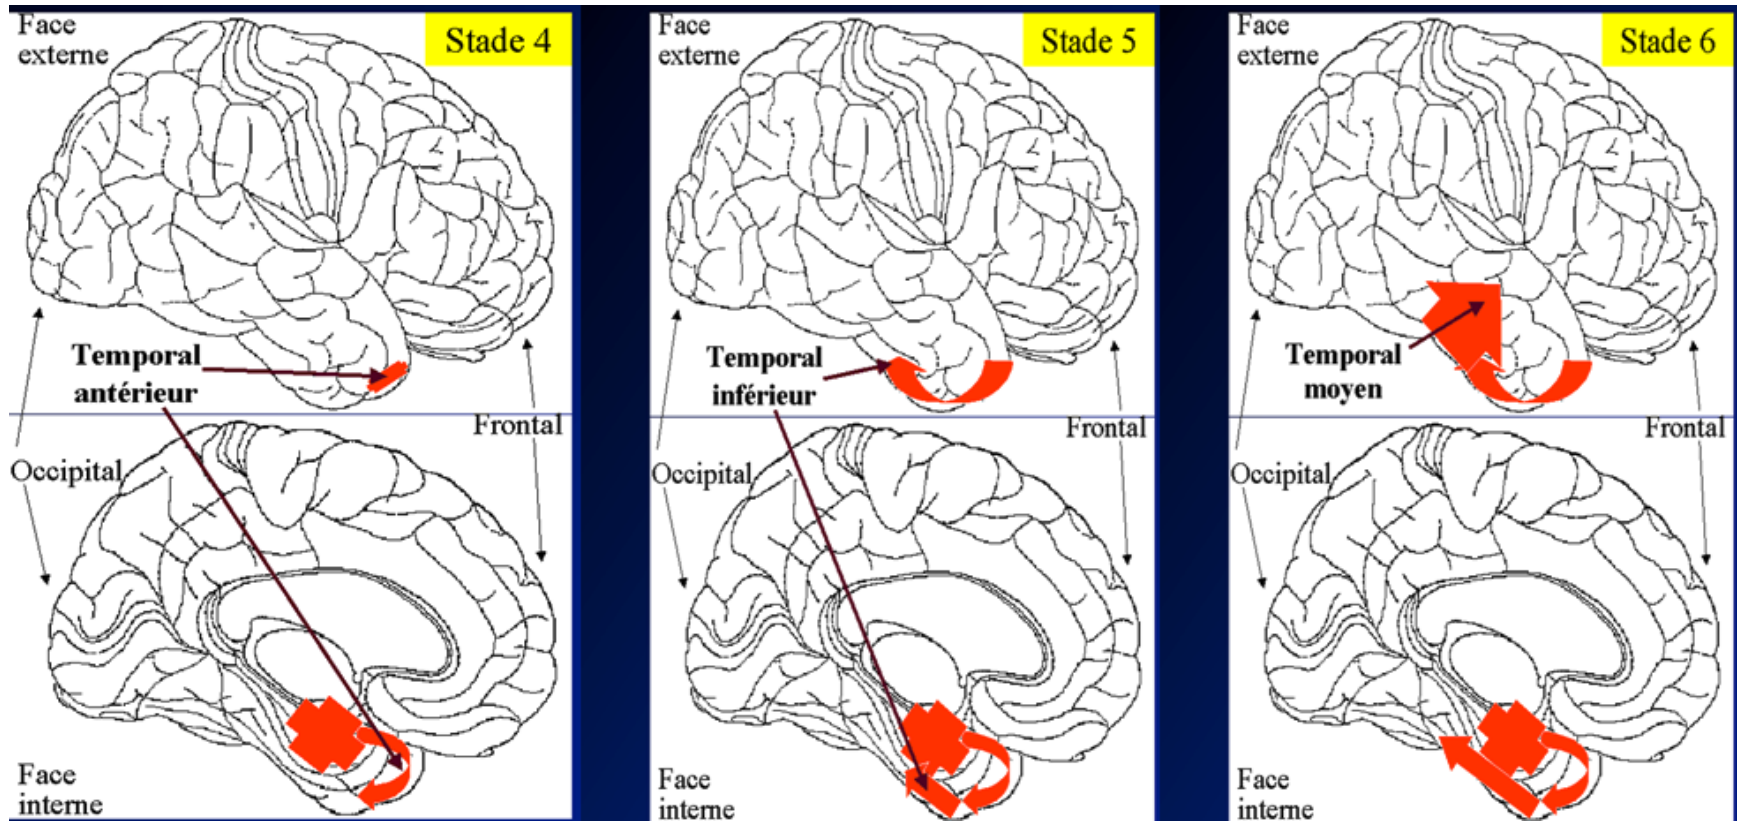 Face
externe
Stade 4
Temporal
antérieur
Frontal
Occipital
Face
interne
Face
externe
Stade 5
Temporal
inférieur
Frontal
Occipital
Face
interne
Face
externe
Stade 6
Temporal
moyen
Frontal
Occipital
Face
interne